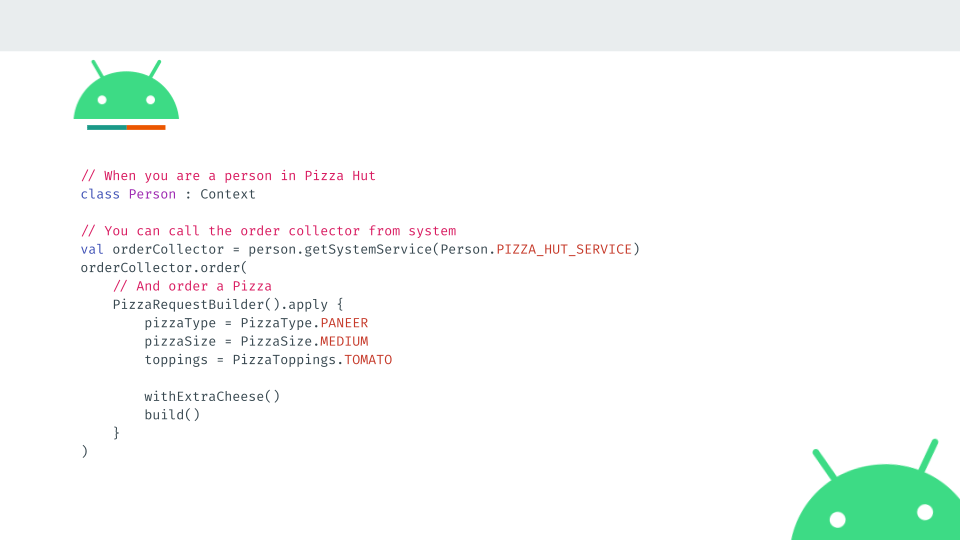 // When you are a person in Pizza Hut
class Person : Context

// You can call the order collector from system
val orderCollector = person.getSystemService(Person.PIZZA_HUT_SERVICE)
orderCollector.order(
    // And order a Pizza
    PizzaRequestBuilder().apply {
        pizzaType = PizzaType.PANEER
        pizzaSize = PizzaSize.MEDIUM
        toppings = PizzaToppings.TOMATO

        withExtraCheese()
        build()
    }
)